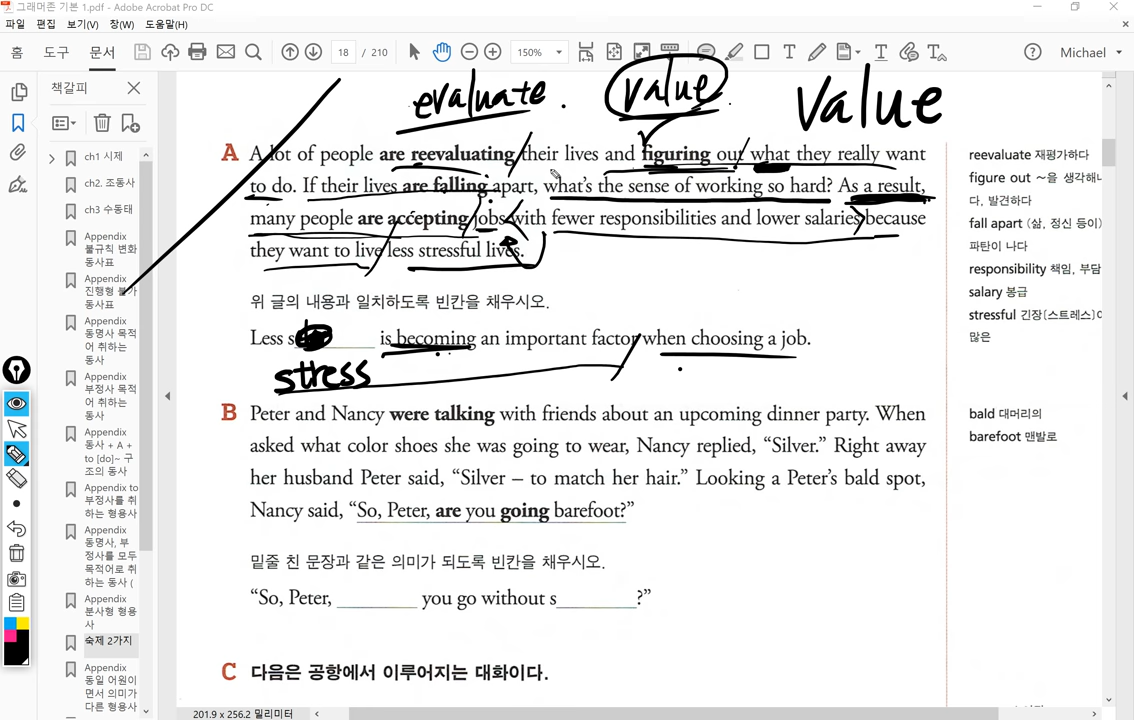 그래머존 기본 1.pdf - Adobe Acrobat Pro DC
파일 편집 보기(V) 창(W) 도움말(H)
홈 도구 문서 18 / 210 150% Michael
책갈피
ch1 시제
ch2. 조동사
ch3 수동태
Appendix
불규칙 변화
동사표
Appendix
진행형 불가
동사표
Appendix
동명사 목적
어 취하는
동사
Appendix
부정사 목적
어 취하는
동사
Appendix
동사 + A +
to [do]~ 구
조의 동사
Appendix to
부정사를 취
하는 형용사
Appendix
동명사, 부
정사를 모두
목적어로 취
하는 동사 (
Appendix
분사형 형용
사
숙제 2가지
Appendix
동일 어원이
면서 의미가
다른 형용사
evaluate. value. value
A A lot of people are reevaluating their lives and figuring out what they really want
to do. If their lives are falling apart, what's the sense of working so hard? As a result,
many people are accepting jobs with fewer responsibilities and lower salaries because
they want to live less stressful lives.
위 글의 내용과 일치하도록 빈칸을 채우시오.
Less s________ is becoming an important factor when choosing a job.
stress
B Peter and Nancy were talking with friends about an upcoming dinner party. When
asked what color shoes she was going to wear, Nancy replied, “Silver.” Right away
her husband Peter said, “Silver – to match her hair.” Looking a Peter's bald spot,
Nancy said, “So, Peter, are you going barefoot?”
밑줄 친 문장과 같은 의미가 되도록 빈칸을 채우시오.
“So, Peter, ________ you go without s________?”
C 다음은 공항에서 이루어지는 대화이다.
reevaluate 재평가하다
figure out ~을 생각해내
다, 발견하다
fall apart (삶, 정신 등이)
파탄이 나다
responsibility 책임, 부담
salary 봉급
stressful 긴장(스트레스)이
많은
bald 대머리의
barefoot 맨발로
201.9 x 256.2 밀리미터